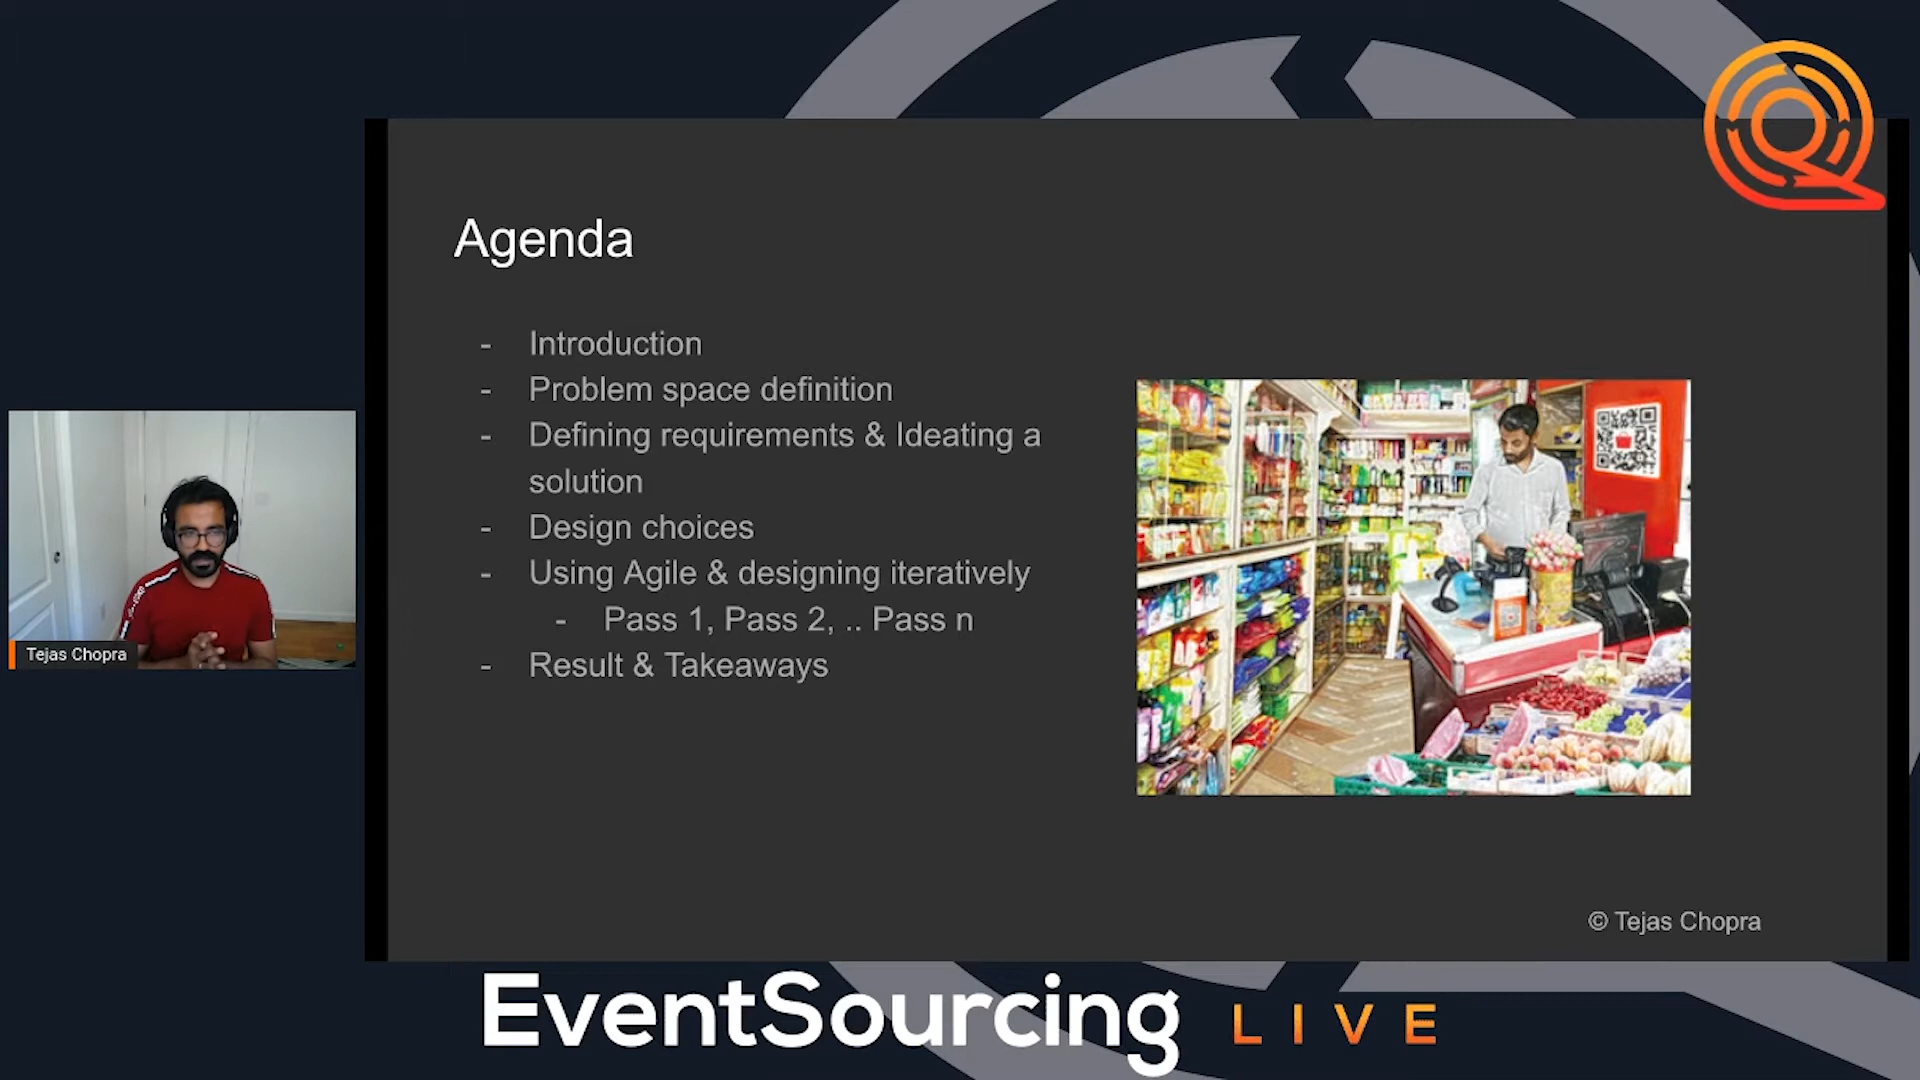 Agenda
- Introduction
- Problem space definition
- Defining requirements & Ideating a
solution
- Design choices
- Using Agile & designing iteratively
- Pass 1, Pass 2, .. Pass n
- Result & Takeaways
Tejas Chopra
© Tejas Chopra
EventSourcing LIVE